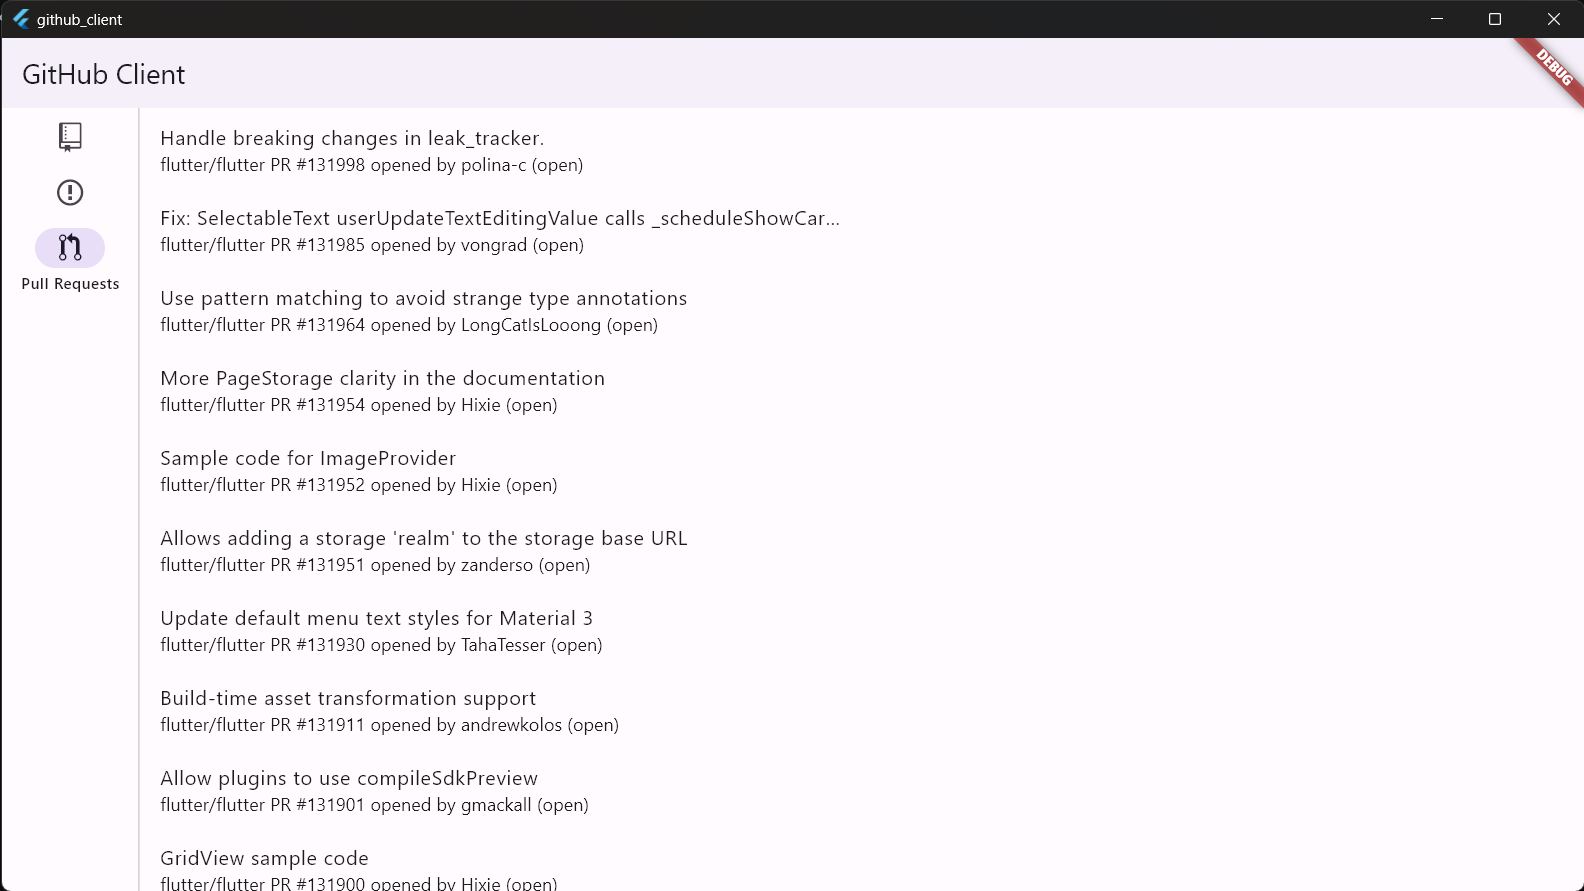 github_client
GitHub Client
DEBUG
Pull Requests
Handle breaking changes in leak_tracker.
flutter/flutter PR #131998 opened by polina-c (open)
Fix: SelectableText userUpdateTextEditingValue calls _scheduleShowCar...
flutter/flutter PR #131985 opened by vongrad (open)
Use pattern matching to avoid strange type annotations
flutter/flutter PR #131964 opened by LongCatIsLooong (open)
More PageStorage clarity in the documentation
flutter/flutter PR #131954 opened by Hixie (open)
Sample code for ImageProvider
flutter/flutter PR #131952 opened by Hixie (open)
Allows adding a storage 'realm' to the storage base URL
flutter/flutter PR #131951 opened by zanderso (open)
Update default menu text styles for Material 3
flutter/flutter PR #131930 opened by TahaTesser (open)
Build-time asset transformation support
flutter/flutter PR #131911 opened by andrewkolos (open)
Allow plugins to use compileSdkPreview
flutter/flutter PR #131901 opened by gmackall (open)
GridView sample code
flutter/flutter PR #131900 opened by Hixie (open)